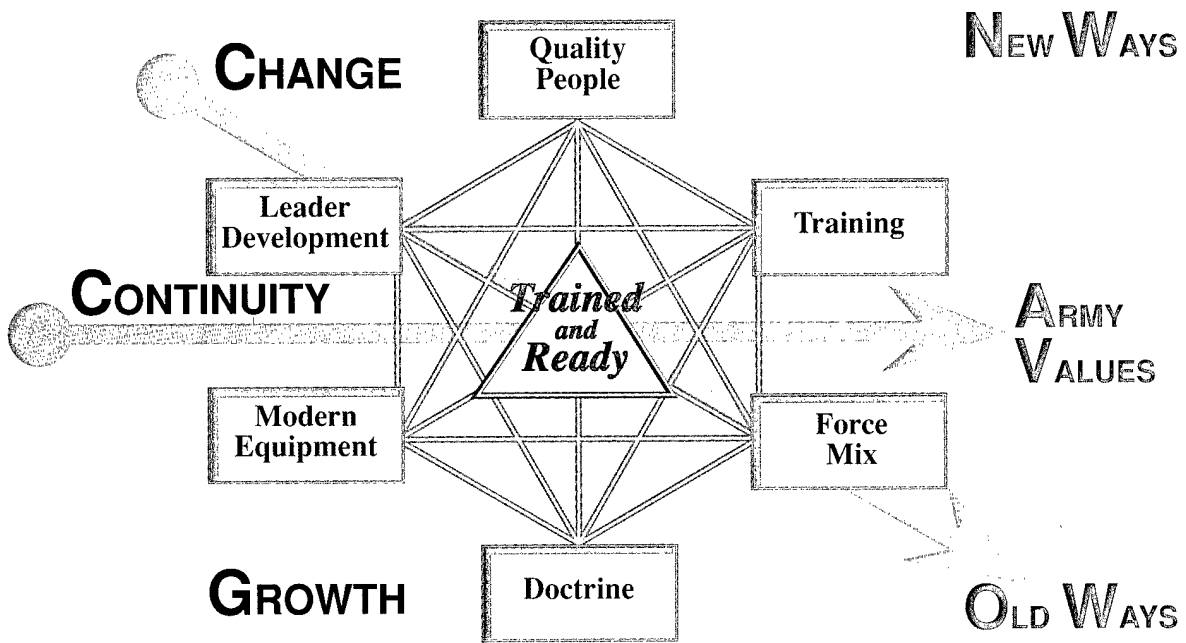 CHANGE
Quality
People
NEW WAYS
Leader
Development
Training
CONTINUITY
Trained
and
Ready
ARMY
VALUES
Modern
Equipment
Force
Mix
GROWTH
Doctrine
OLD WAYS